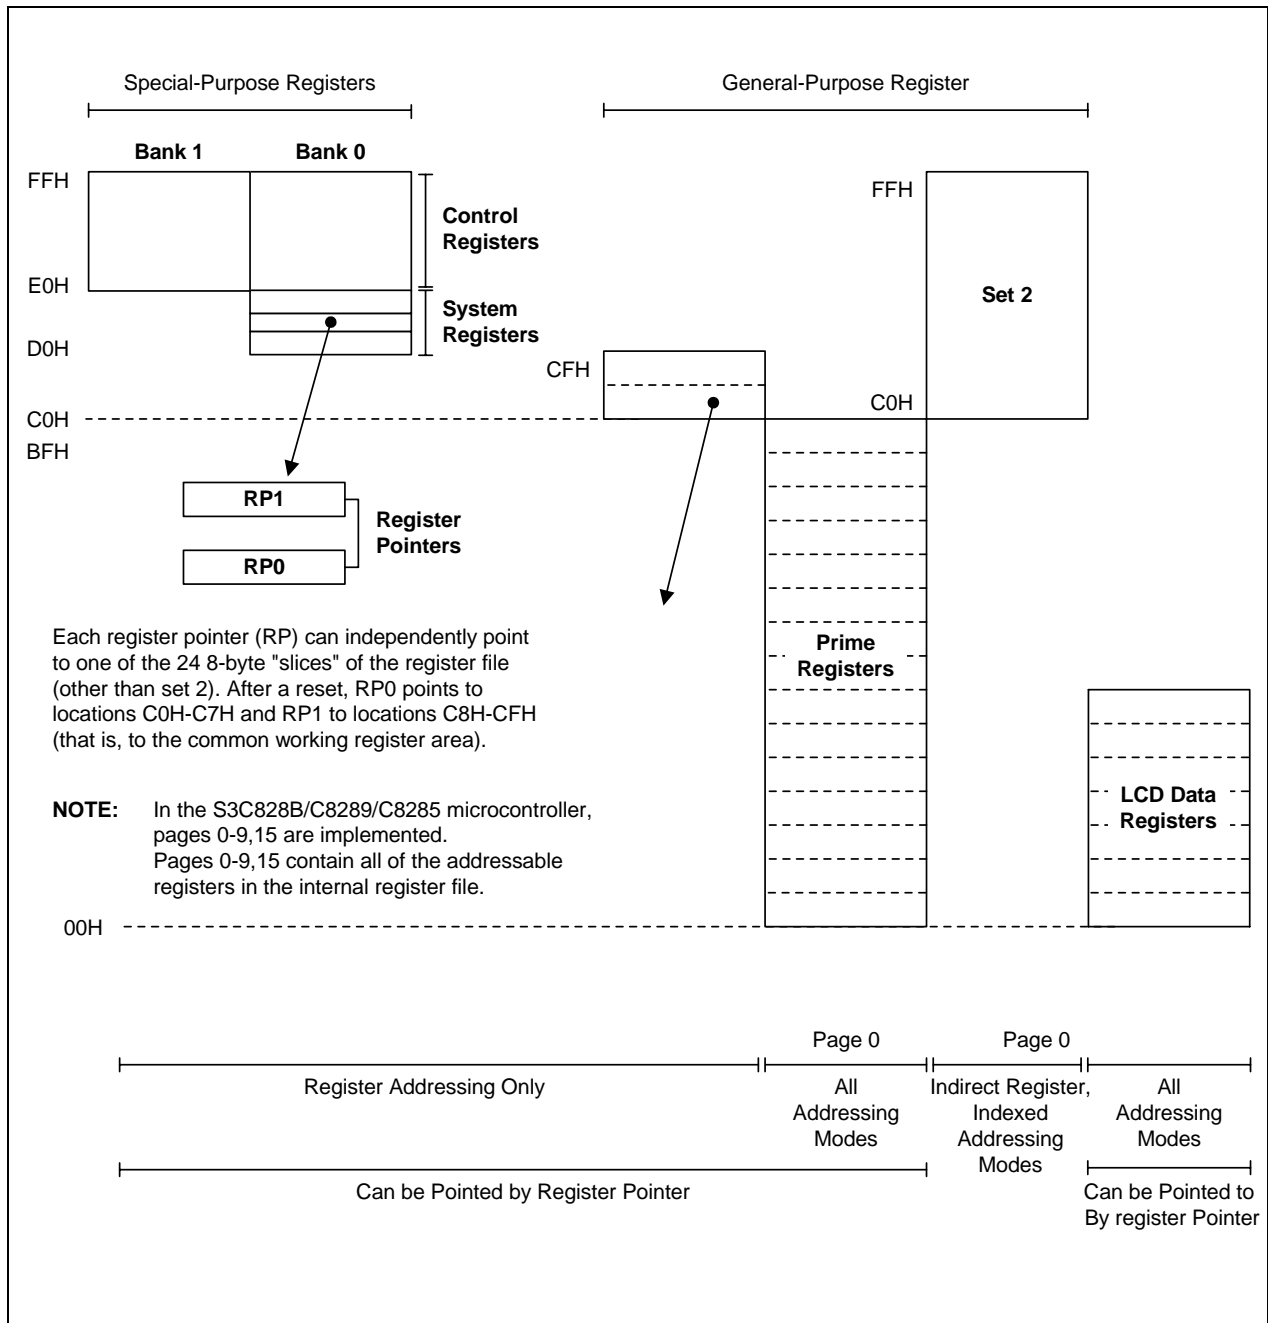 Special-Purpose Registers
General-Purpose Register
Bank 1
Bank 0
FFH
FFH
Control
Registers
E0H
Set 2
System
Registers
D0H
CFH
C0H
C0H
BFH
RP1
Register
Pointers
RP0
Each register pointer (RP) can independently point
to one of the 24 8-byte "slices" of the register file
(other than set 2). After a reset, RP0 points to
locations C0H-C7H and RP1 to locations C8H-CFH
(that is, to the common working register area).
Prime
Registers
NOTE: In the S3C828B/C8289/C8285 microcontroller,
pages 0-9,15 are implemented.
Pages 0-9,15 contain all of the addressable
registers in the internal register file.
LCD Data
Registers
00H
Page 0
Page 0
Register Addressing Only
All
Addressing
Modes
Indirect Register,
Indexed
Addressing
Modes
All
Addressing
Modes
Can be Pointed by Register Pointer
Can be Pointed to
By register Pointer